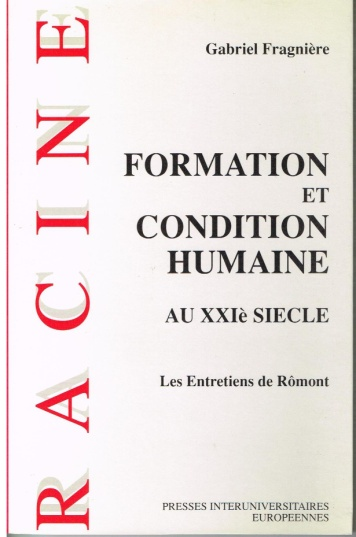 RACINE
Gabriel Fragnière
FORMATION
ET
CONDITION
HUMAINE
AU XXIè SIECLE
Les Entretiens de Rômont
PRESSES INTERUNIVERSITAIRES
EUROPEENNES